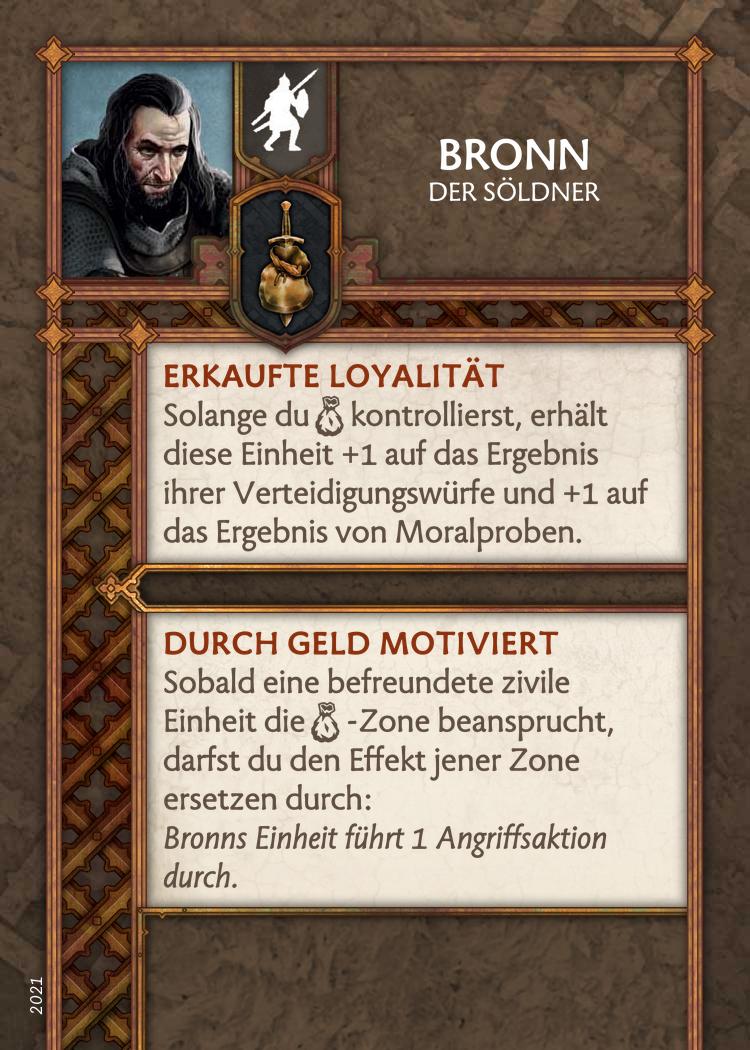 BRONN
DER SÖLDNER
ERKAUFTE LOYALITÄT
Solange du kontrollierst, erhält
diese Einheit +1 auf das Ergebnis
ihrer Verteidigungswürfe und +1 auf
das Ergebnis von Moralproben.
DURCH GELD MOTIVIERT
Sobald eine befreundete zivile
Einheit die -Zone beansprucht,
darfst du den Effekt jener Zone
ersetzen durch:
Bronns Einheit führt 1 Angriffsaktion
durch.
2021